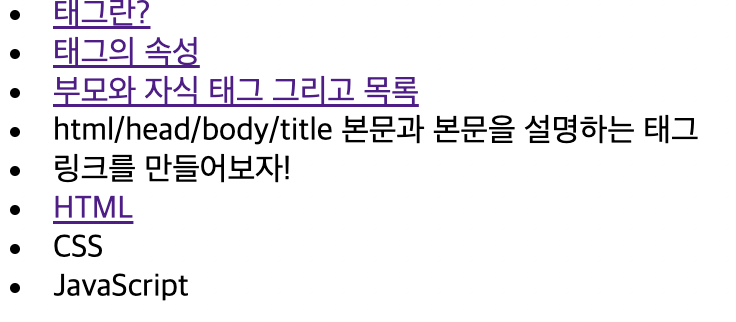 태그란?
태그의 속성
부모와 자식 태그 그리고 목록
html/head/body/title 본문과 본문을 설명하는 태그
링크를 만들어보자!
HTML
CSS
JavaScript